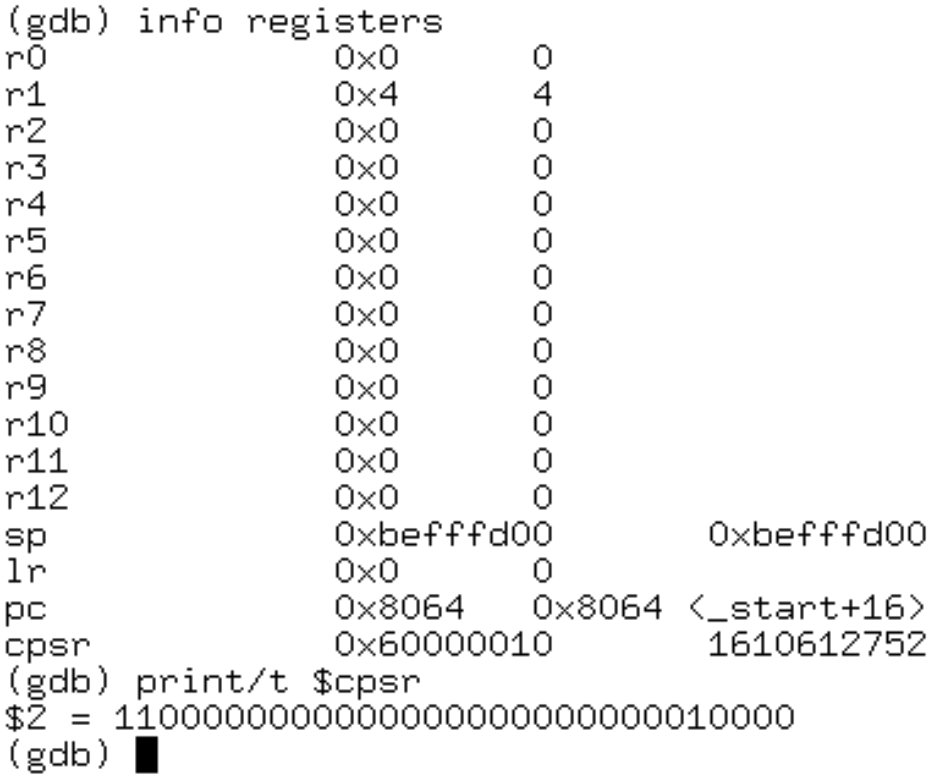 (gdb) info registers
r0 0x0 0
r1 0x4 4
r2 0x0 0
r3 0x0 0
r4 0x0 0
r5 0x0 0
r6 0x0 0
r7 0x0 0
r8 0x0 0
r9 0x0 0
r10 0x0 0
r11 0x0 0
r12 0x0 0
sp 0xbefffd00 0xbefffd00
lr 0x0 0
pc 0x8064 0x8064 <_start+16>
cpsr 0x60000010 1610612752
(gdb) print/t $cpsr
$2 = 1100000000000000000000000010000
(gdb)